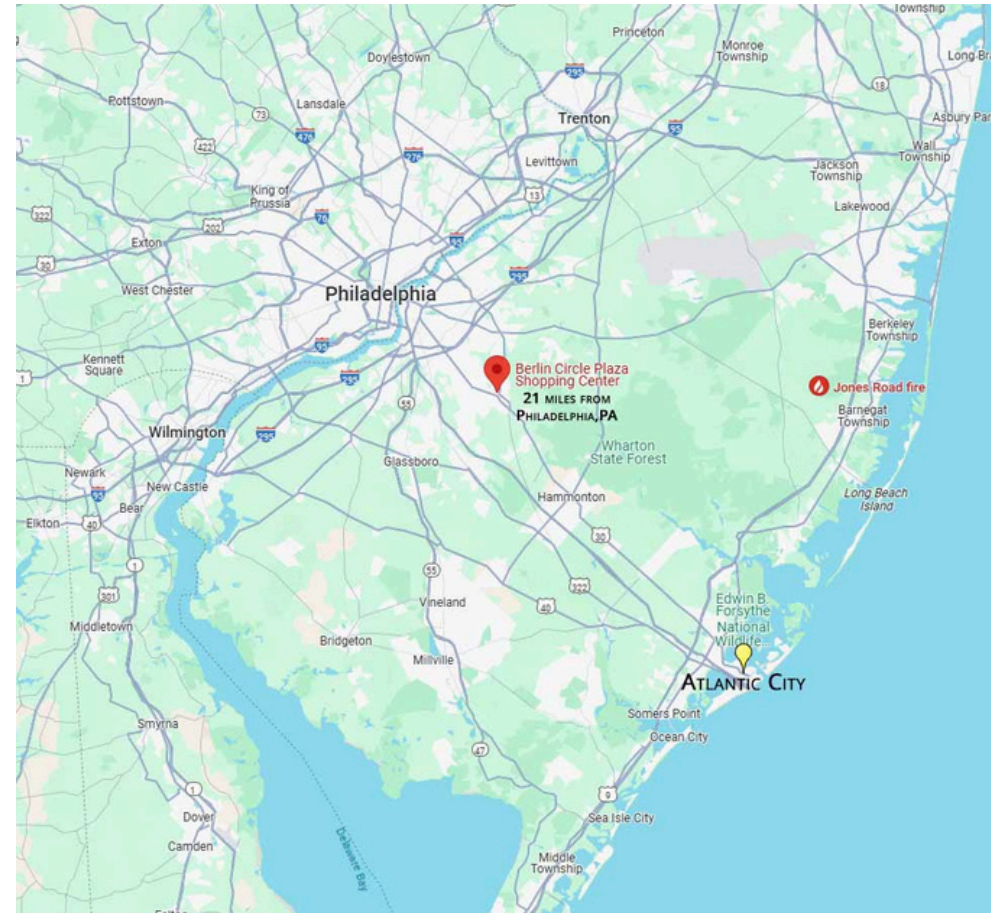 Township
Princeton
Monroe
Township
Long Br
Doylestown
295
18
Pottstown
Lansdale
73
Trenton
95
Asbury Par
476
422
276
Levittown
Wall
Township
Jackson
Township
King of
Prussia
13
Lakewood
322
202
76
95
Exton
30
295
West Chester
Philadelphia
Berkeley
Township
95
Kennett
Square
1
295
Berlin Circle Plaza
Shopping Center
21 MILES FROM
PHILADELPHIA,PA
Jones Road fire
Barnegat
Township
55
Wilmington
295
Wharton
State Forest
Glassboro
Newark
95
New Castle
Bear
Hammonton
Long Beach
Island
Elkton
40
30
1
55
322
301
Vineland
40
Edwin B.
Forsythe
National
Wildlife...
Middletown
Bridgeton
Millville
ATLANTIC CITY
Smyrna
Somers Point
Ocean City
47
1
9
Dover
Sea Isle City
Camden
Delaware Bay
Middle
Township